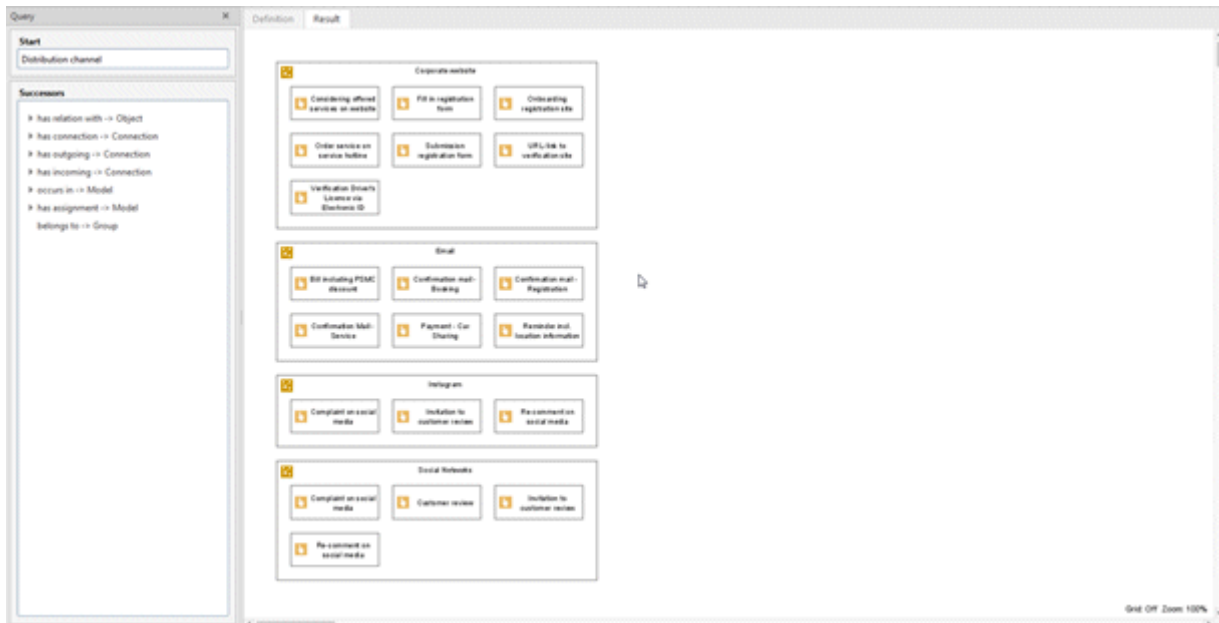 Query
Definition
Result
Start
Distribution channel
Successors
has relation with -> Object
has connection -> Connection
has outgoing -> Connection
has incoming -> Connection
occurs in -> Model
has assignment -> Model
belongs to -> Group
Corporate website
Considering offered
services on website
Fill in registration
form
Onboarding
registration site
Order service on
service hotline
Submission
registration form
URL-link to
verification site
Verification Driver's
Licence via
Electronic ID
Email
Bill including PSMC
discount
Confirmation mail -
Booking
Confirmation mail -
Registration
Confirmation Mail -
Service
Payment - Car
Sharing
Reminder incl.
location information
Instagram
Complaint on social
media
Invitation to
customer review
Re-comment on
social media
Social Networks
Complaint on social
media
Customer review
Invitation to
customer review
Re-comment on
social media
Grid: Off Zoom: 100%